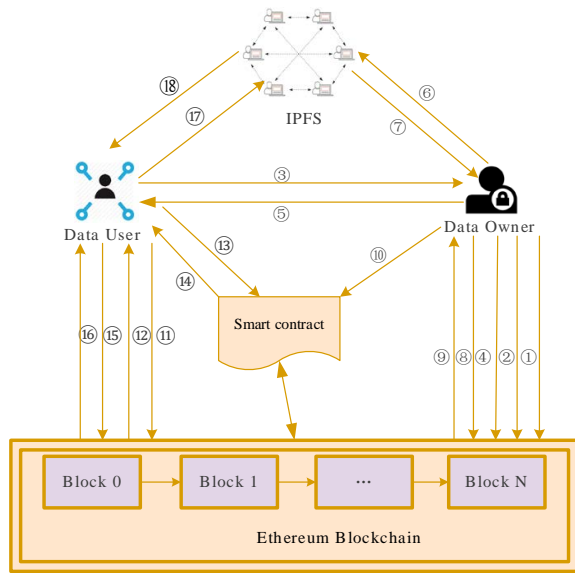 IPFS
⑱
⑰
⑥
⑦
③
⑤
Data User
Data Owner
⑬
⑭
⑩
Smart contract
⑯
⑮
⑫
⑪
⑨
⑧
④
②
①
Block 0
Block 1
...
Block N
Ethereum Blockchain